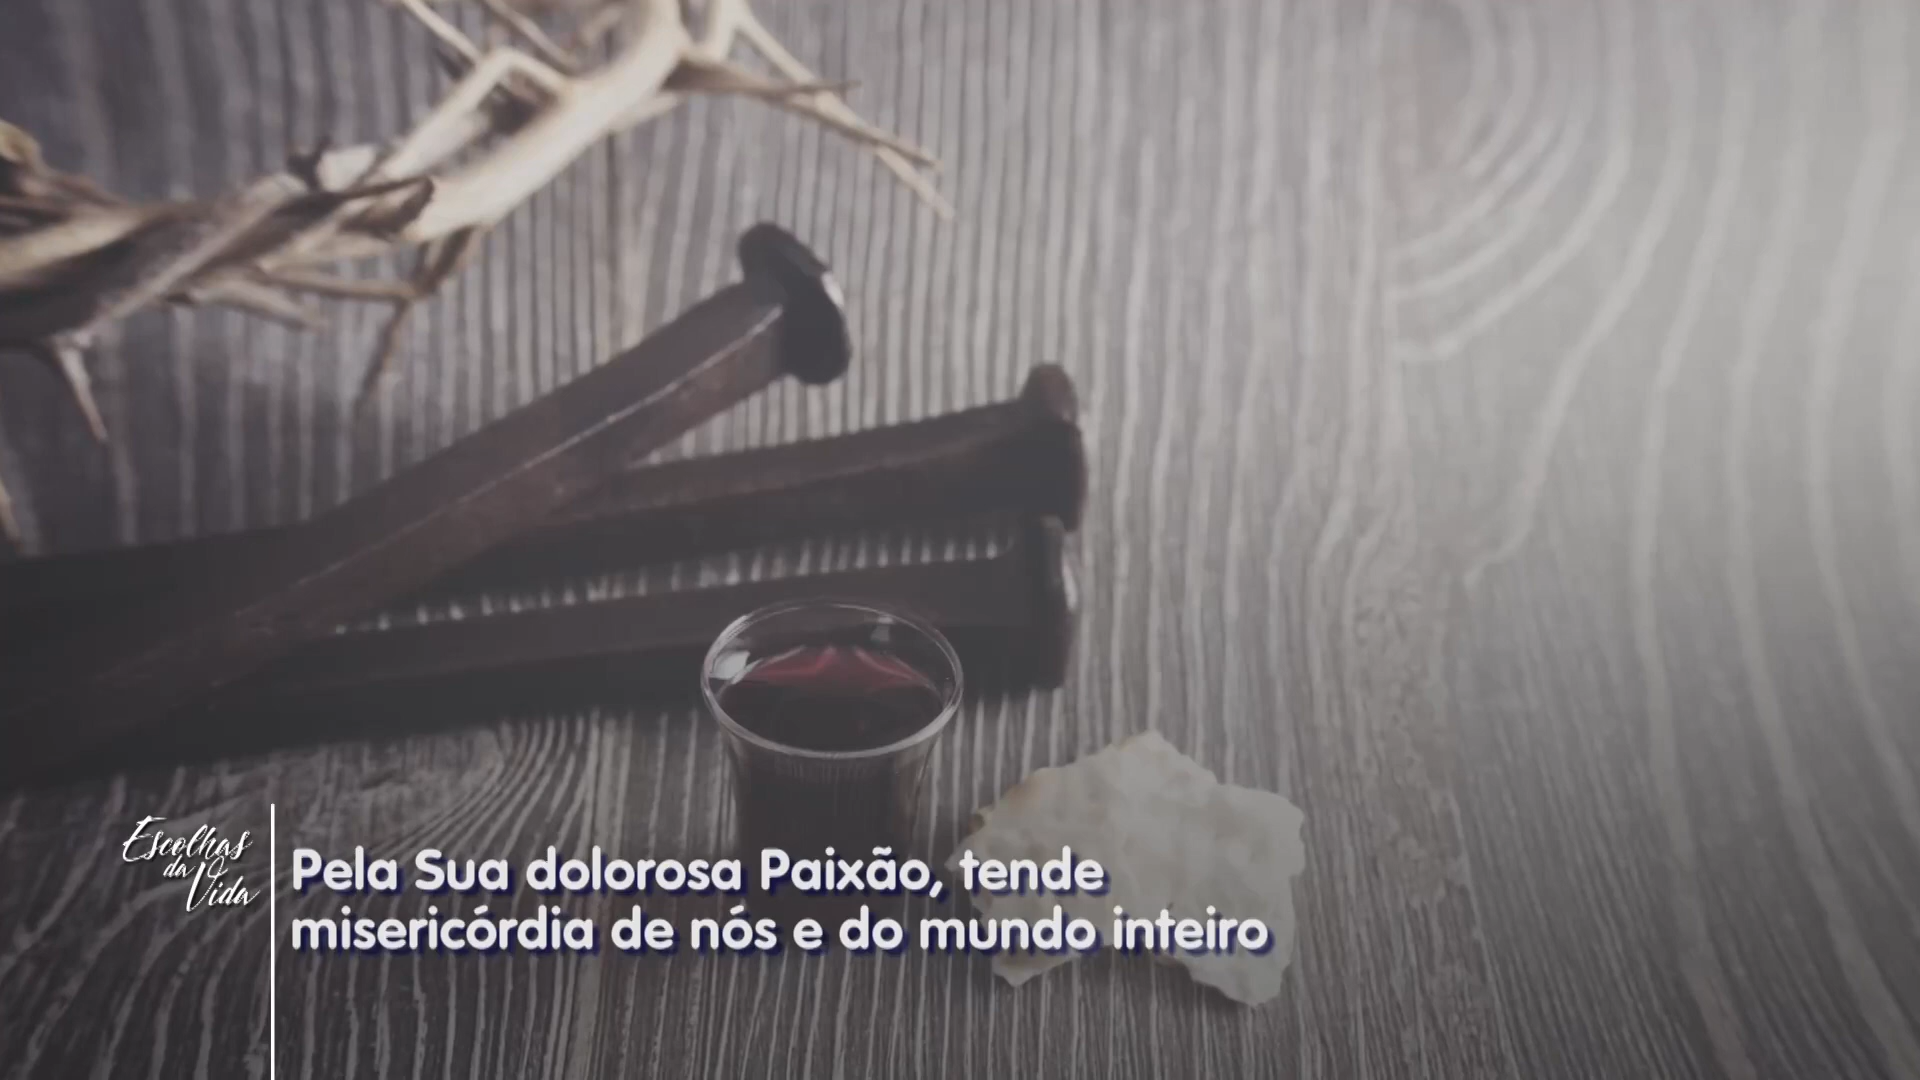 Escolhas
da
Vida
Pela Sua dolorosa Paixão, tende
misericórdia de nós e do mundo inteiro